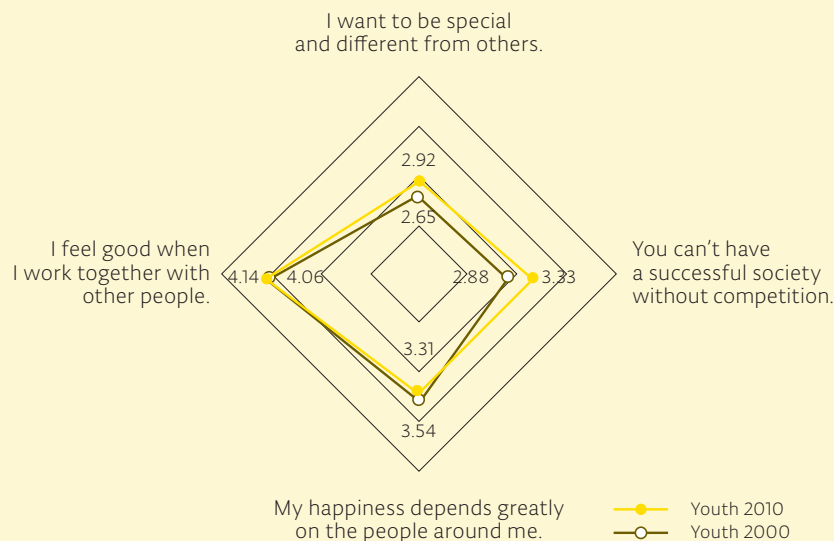 I want to be special
and different from others.
2.92
2.65
I feel good when
I work together with
other people.
4.14
4.06
2.88
3.33
You can't have
a successful society
without competition.
3.31
3.54
My happiness depends greatly
on the people around me.
Youth 2010
Youth 2000